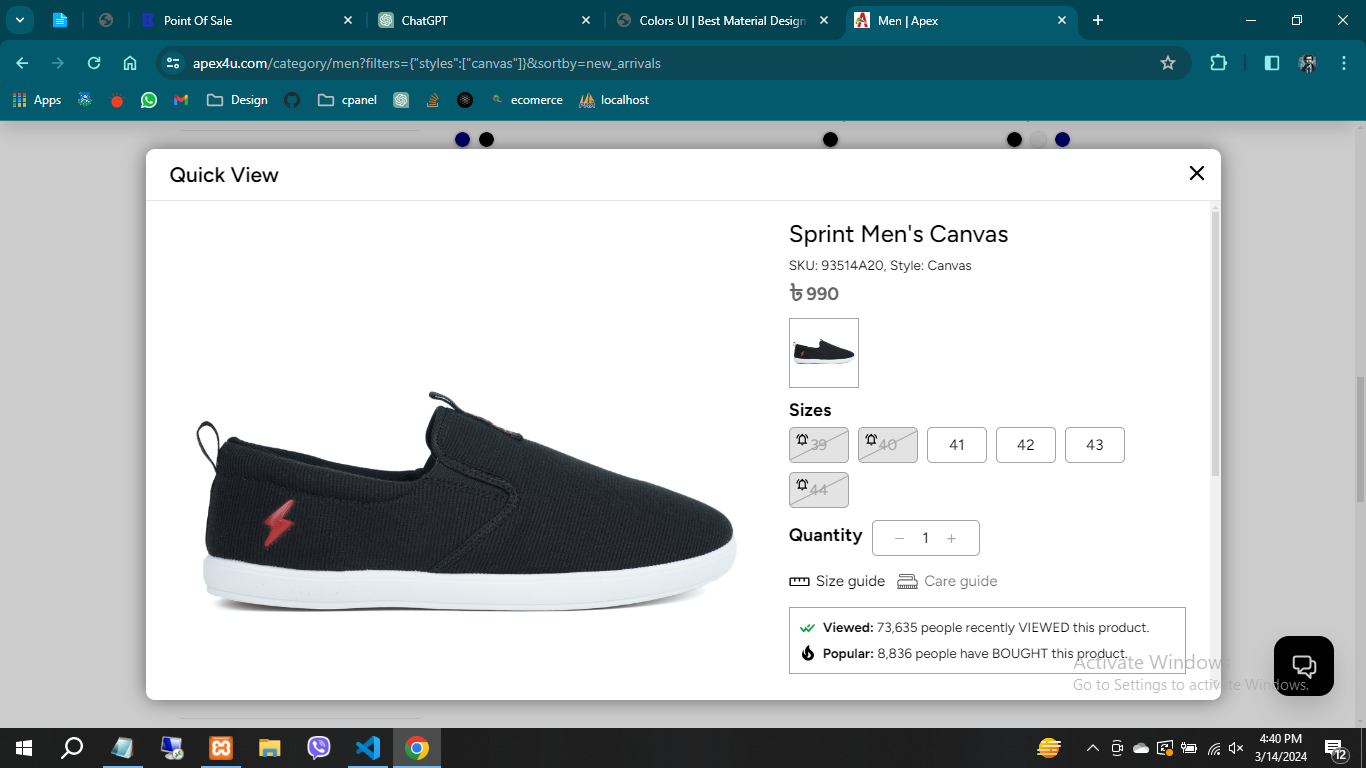 Point Of Sale
ChatGPT
Colors UI | Best Material Design
Men | Apex
apex4u.com/category/men?filters={"styles":["canvas"]}&sortby=new_arrivals
Apps
Design
cpanel
ecomerce
localhost
Quick View
Sprint Men's Canvas
SKU: 93514A20, Style: Canvas
৳ 990
Sizes
39 40 41 42 43
44
Quantity 1
Size guide Care guide
Viewed: 73,635 people recently VIEWED this product.
Popular: 8,836 people have BOUGHT this product.
Activate Windows
Go to Settings to activate Windows.
4:40 PM
3/14/2024
12